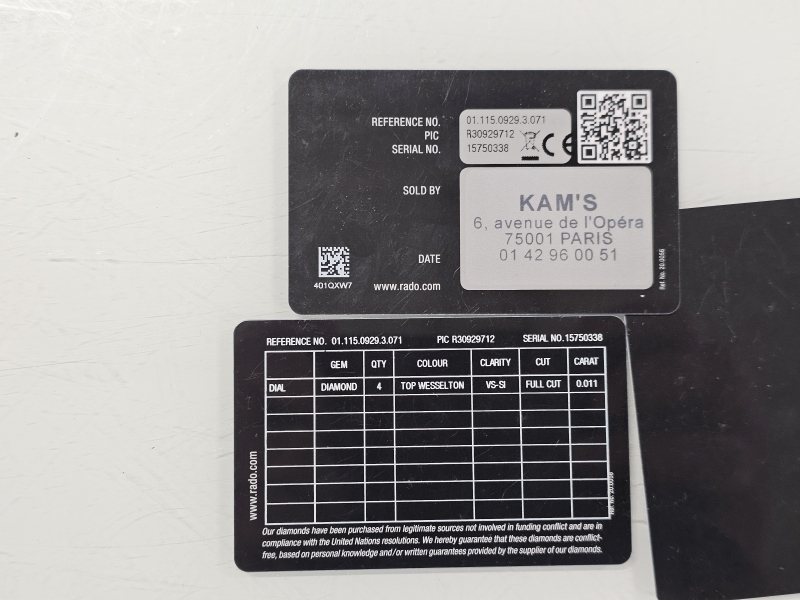 REFERENCE NO. 01.115.0929.3.071
PIC R30929712
SERIAL NO. 15750338
SOLD BY
KAM'S
6, avenue de l'Opéra
75001 PARIS
01 42 96 00 51
DATE
401QXW7
www.rado.com
Ref. No. 20.0056
REFERENCE NO. 01.115.0929.3.071 PIC R30929712 SERIAL NO.15750338
GEM QTY COLOUR CLARITY CUT CARAT
DIAL DIAMOND 4 TOP WESSELTON VS-SI FULL CUT 0.011
www.rado.com
Our diamonds have been purchased from legitimate sources not involved in funding conflict and are in
compliance with the United Nations resolutions. We hereby guarantee that these diamonds are conflict-
free, based on personal knowledge and/or written guarantees provided by the supplier of our diamonds.